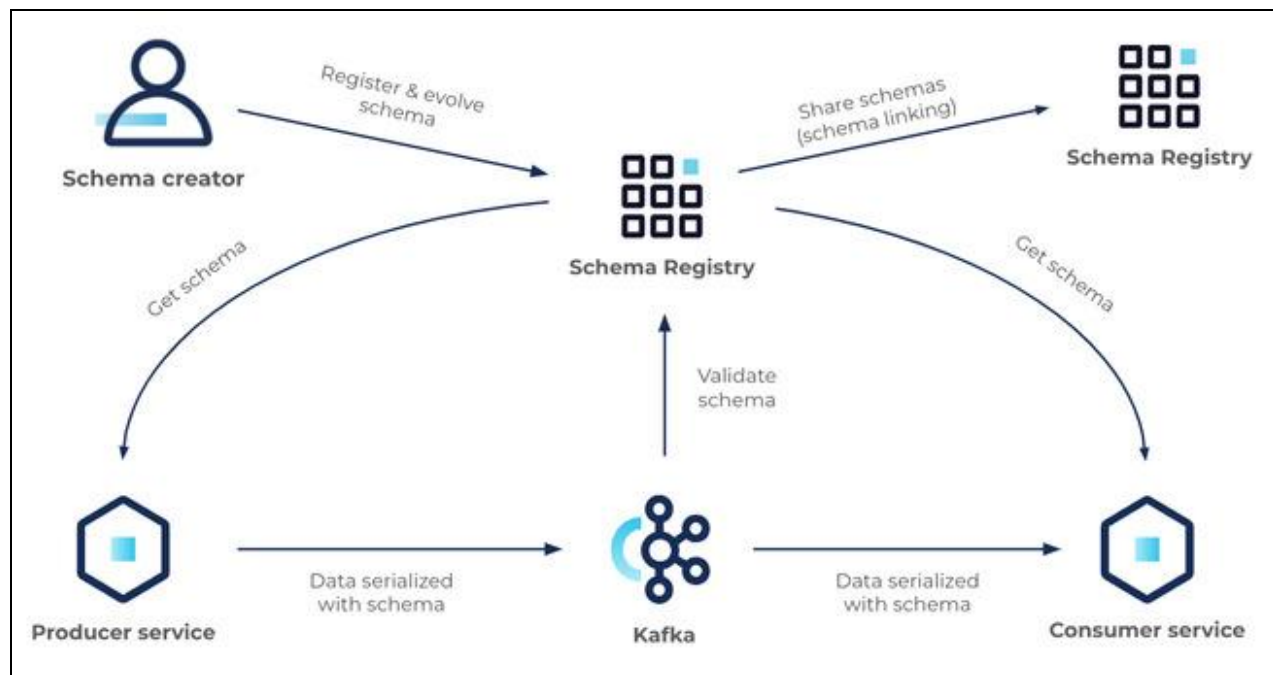 Register & evolve
schema
Share schemas
(schema linking)
Schema creator
Schema Registry
Schema Registry
Get schema
Get schema
Validate
schema
Data serialized
with schema
Data serialized
with schema
Producer service
Kafka
Consumer service